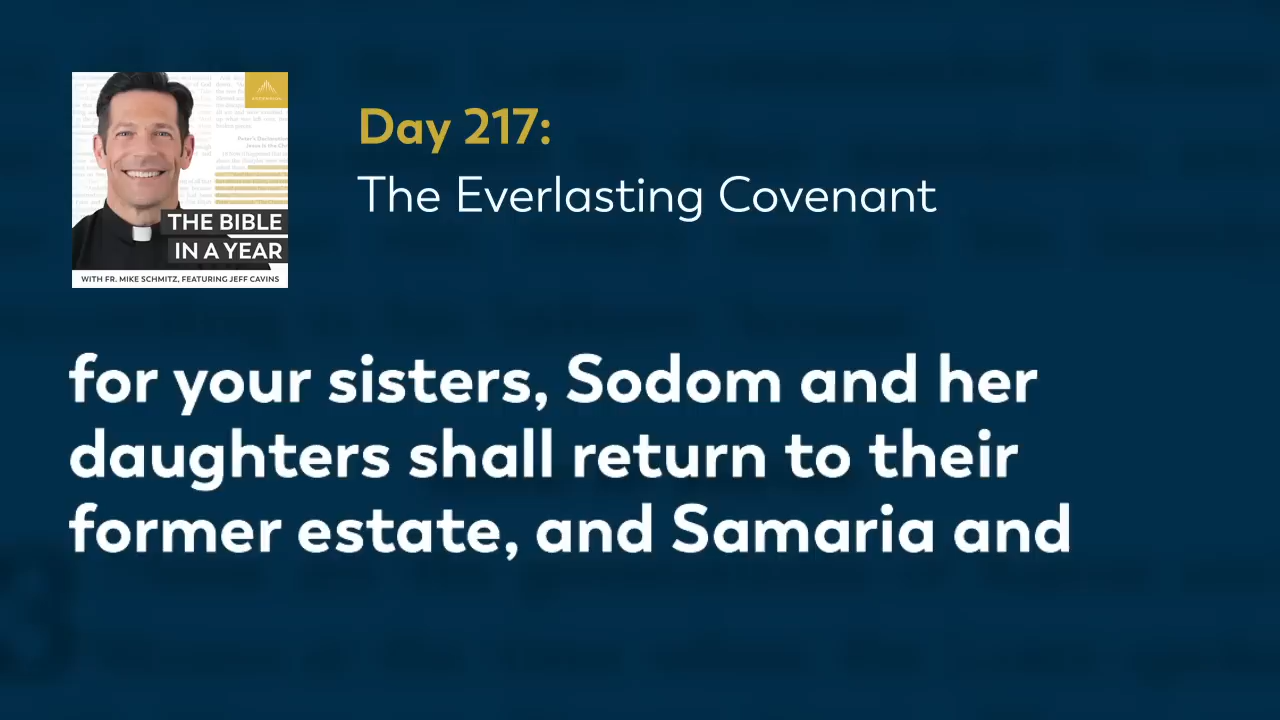 THE BIBLE
IN A YEAR
WITH FR. MIKE SCHMITZ, FEATURING JEFF CAVINS
Day 217:
The Everlasting Covenant
for your sisters, Sodom and her
daughters shall return to their
former estate, and Samaria and